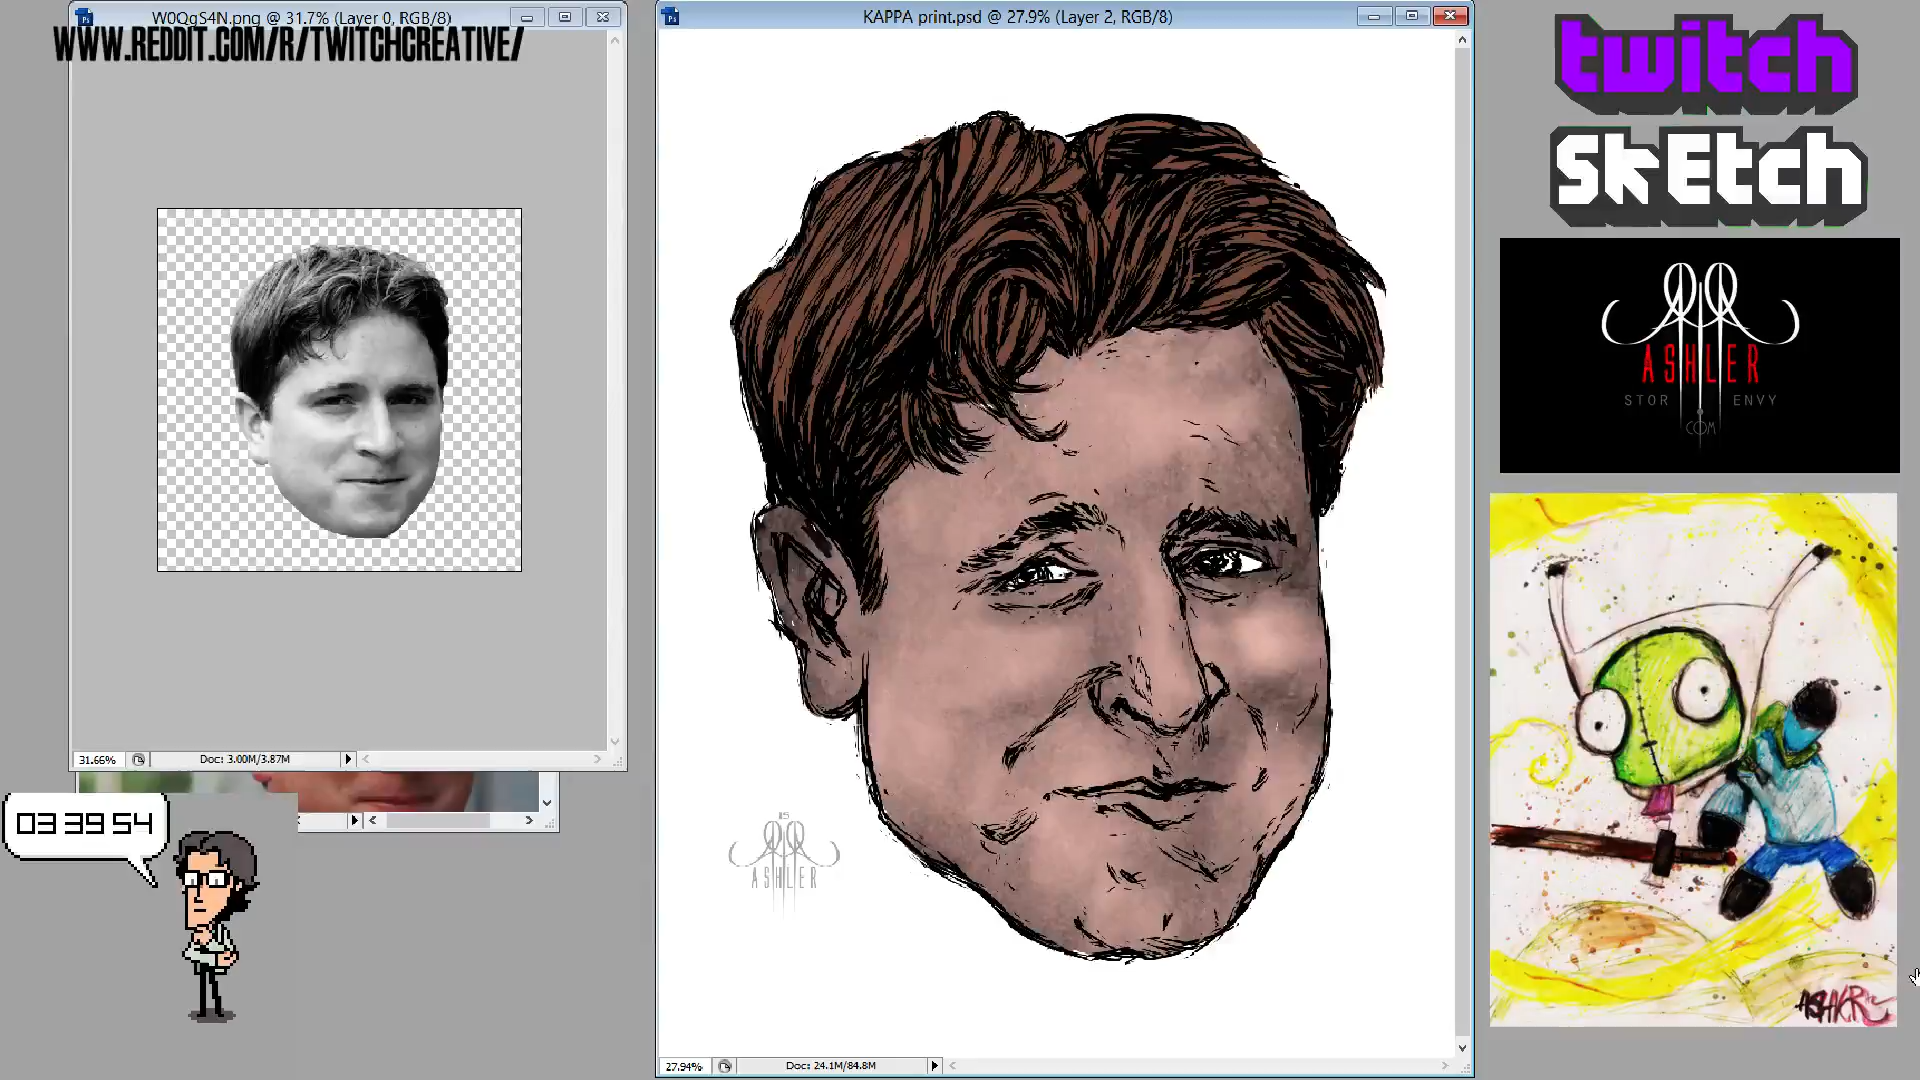 W0QgS4N.png @ 31.7% (Layer 0, RGB/8)
WWW.REDDIT.COM/R/TWITCHCREATIVE/
KAPPA print.psd @ 27.9% (Layer 2, RGB/8)
twitch
SkEtch
ASHLER
STOR ENVY
COM
31.66%
Doc: 3.00M/3.87M
03 39 54
15
ASHLER
27.94%
Doc: 24.1M/84.8M